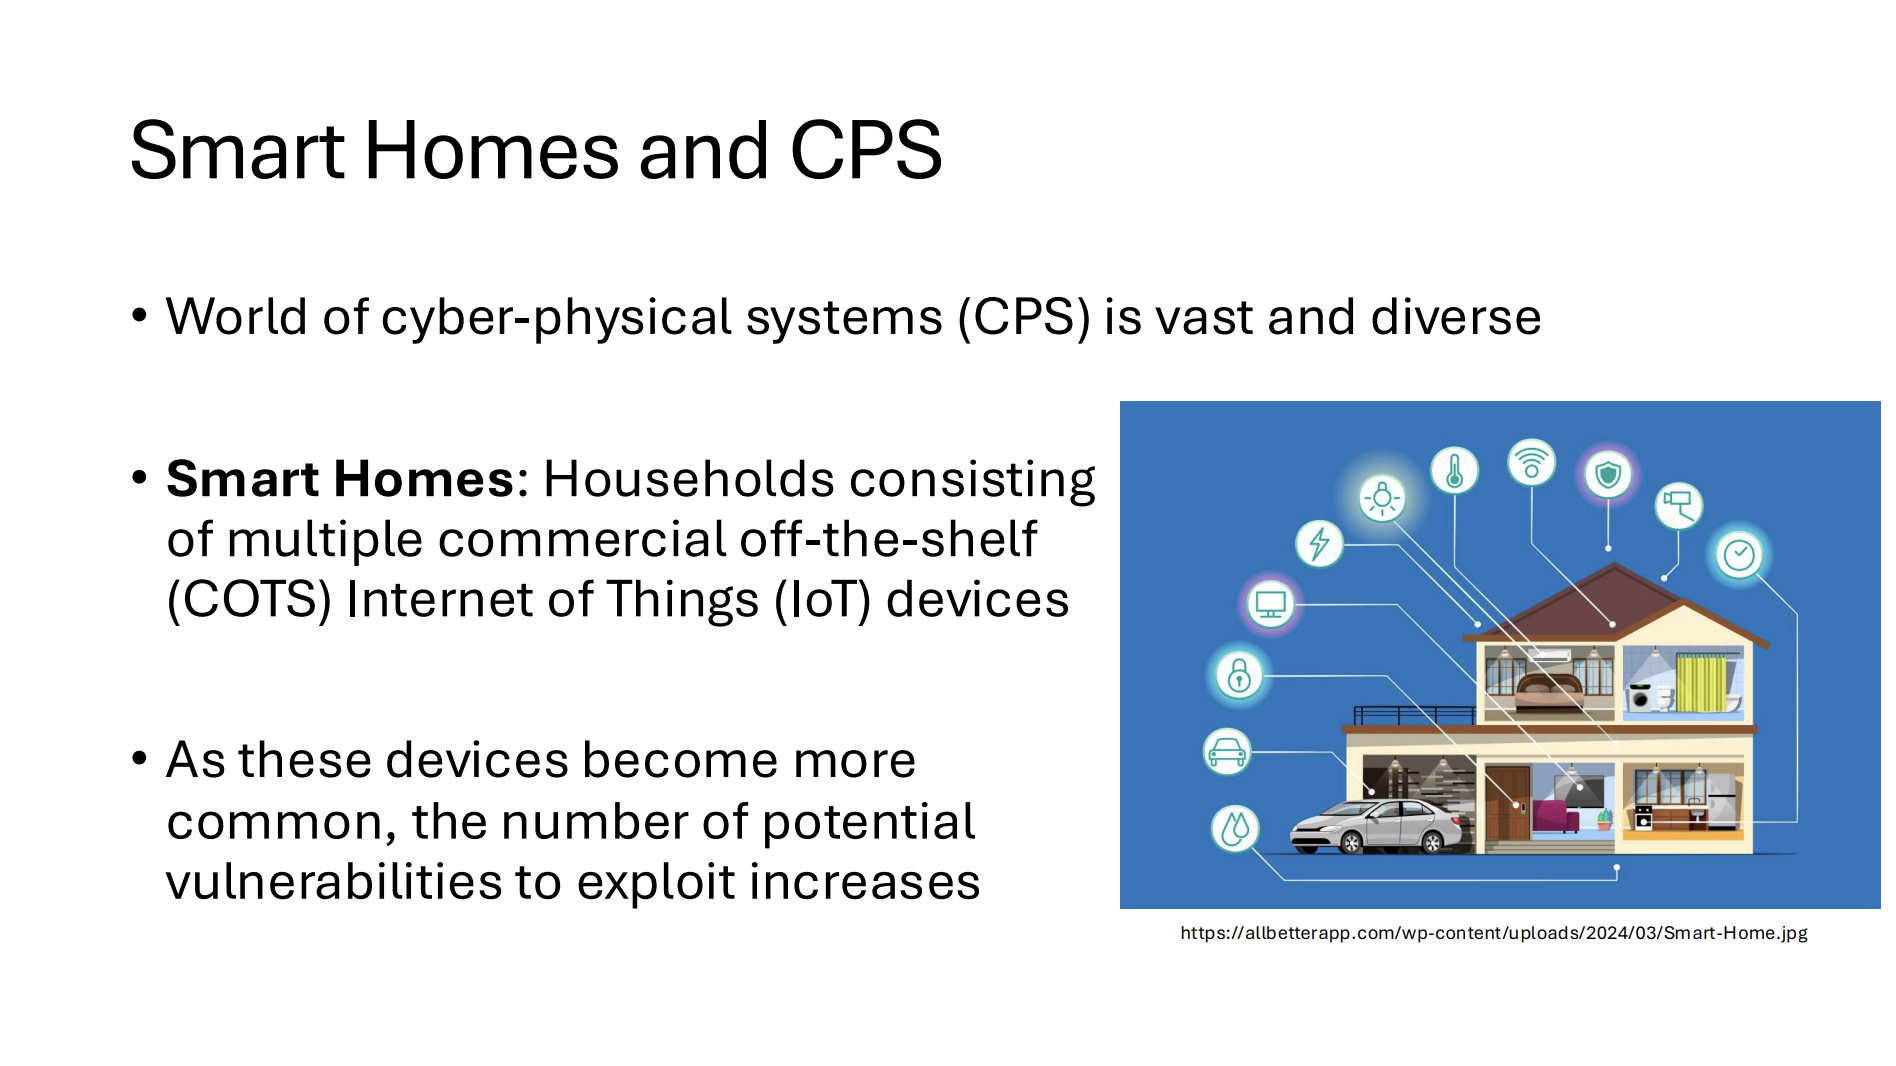 Smart Homes and CPS
• World of cyber-physical systems (CPS) is vast and diverse
• Smart Homes: Households consisting
of multiple commercial off-the-shelf
(COTS) Internet of Things (IoT) devices
• As these devices become more
common, the number of potential
vulnerabilities to exploit increases
https://allbetterapp.com/wp-content/uploads/2024/03/Smart-Home.jpg